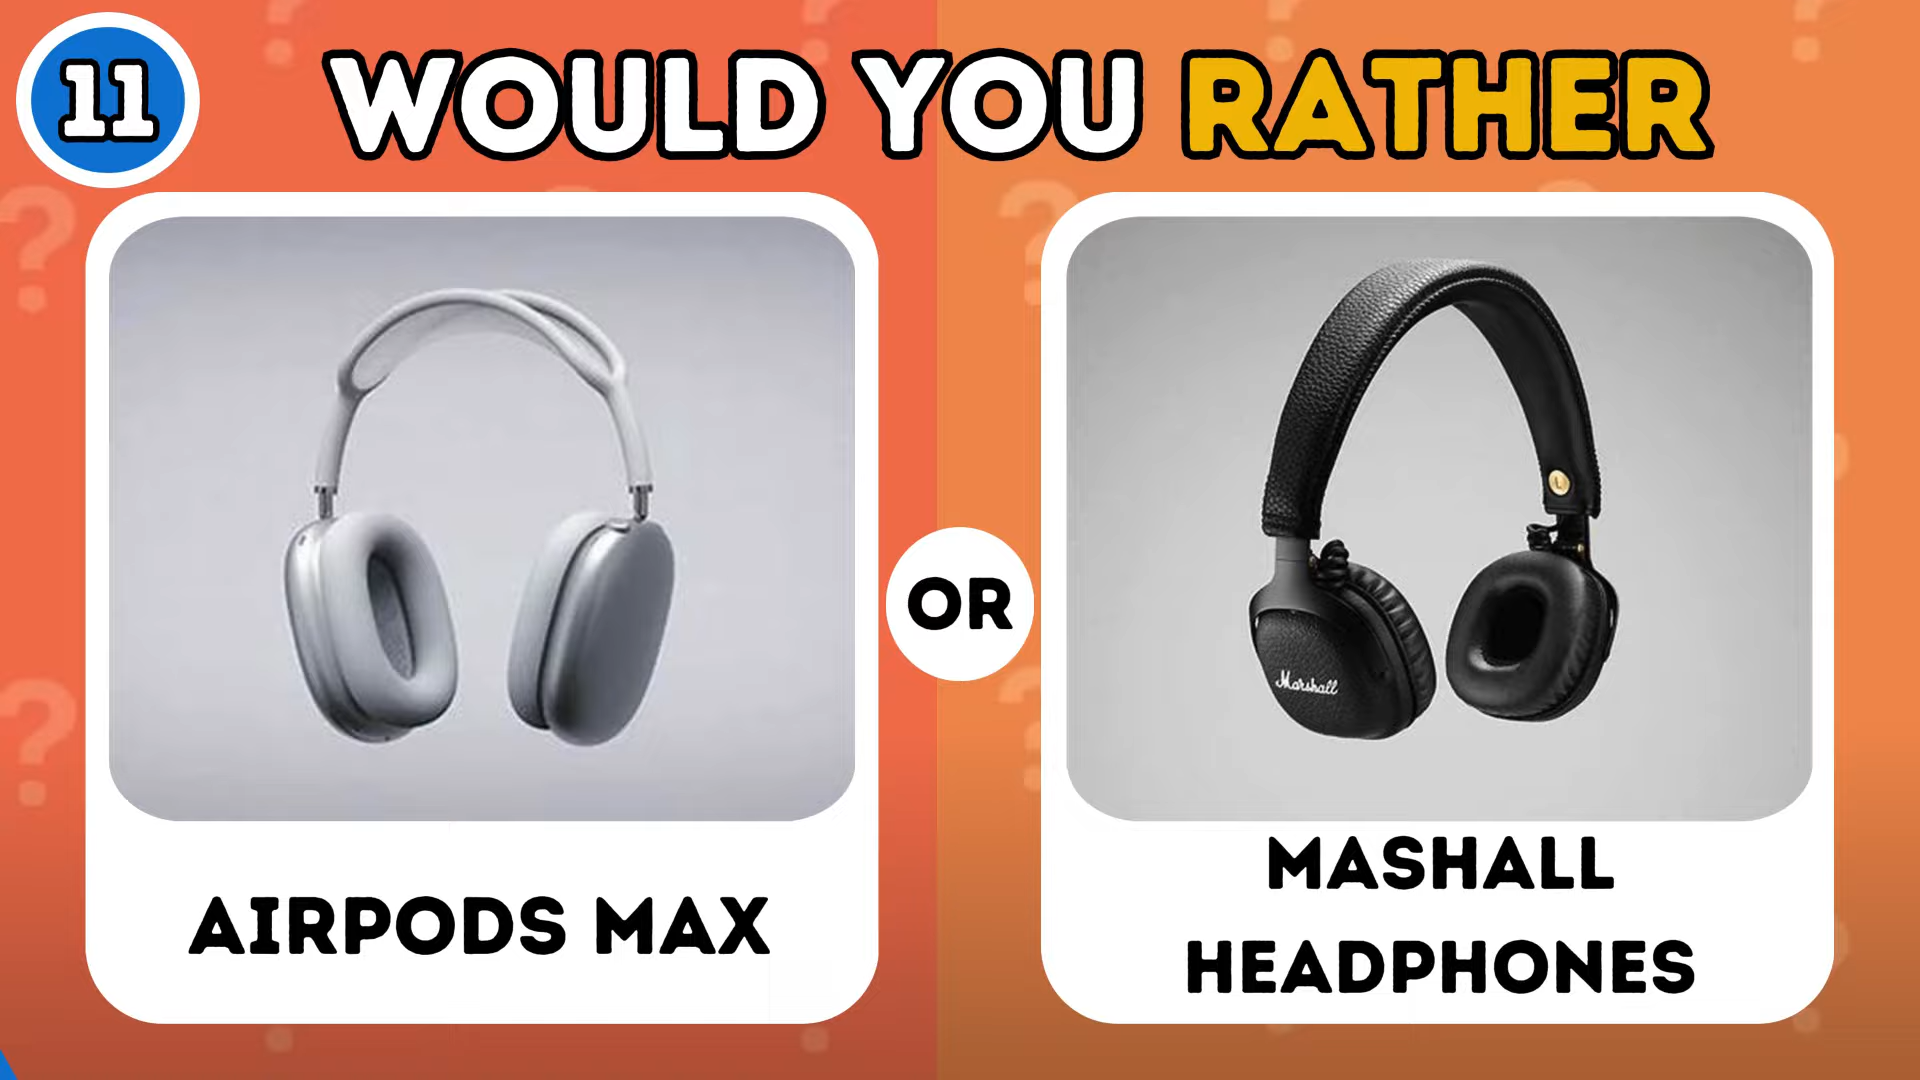 11
WOULD YOU RATHER
L
Marshall
OR
AIRPODS MAX
MASHALL
HEADPHONES